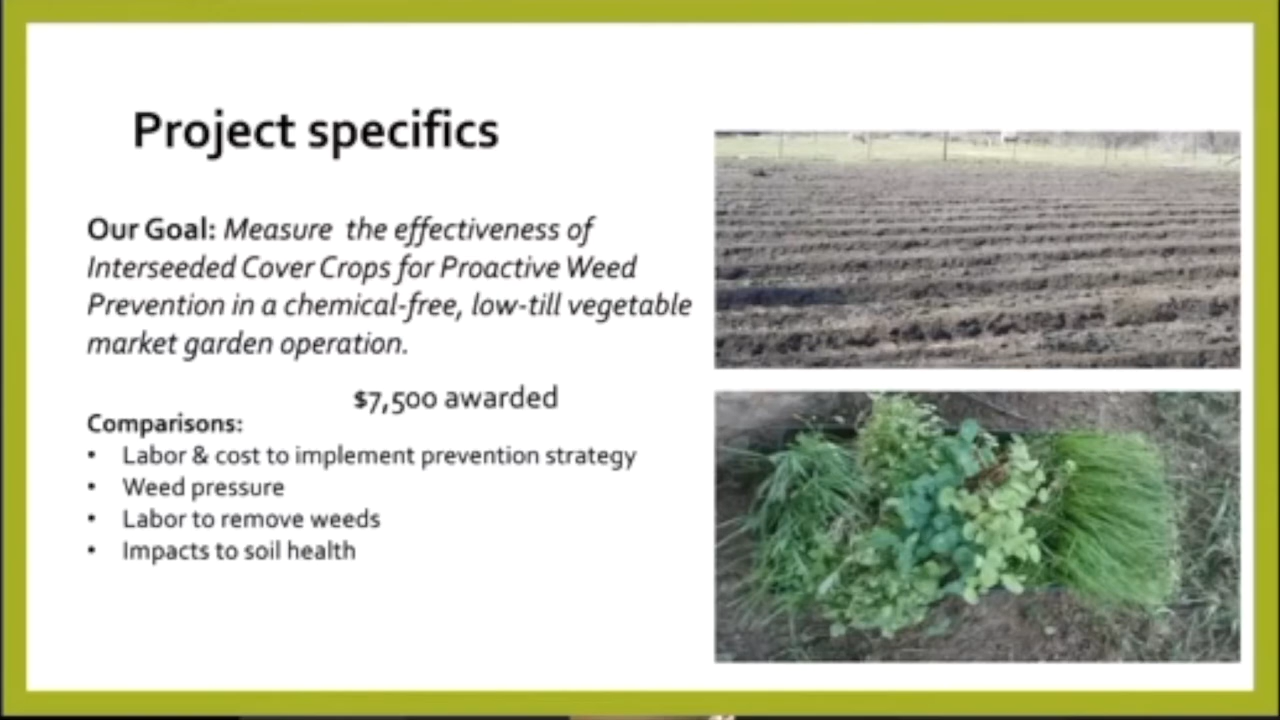 Project specifics
Our Goal: Measure the effectiveness of
Interseeded Cover Crops for Proactive Weed
Prevention in a chemical-free, low-till vegetable
market garden operation.
$7,500 awarded
Comparisons:
• Labor & cost to implement prevention strategy
• Weed pressure
• Labor to remove weeds
• Impacts to soil health